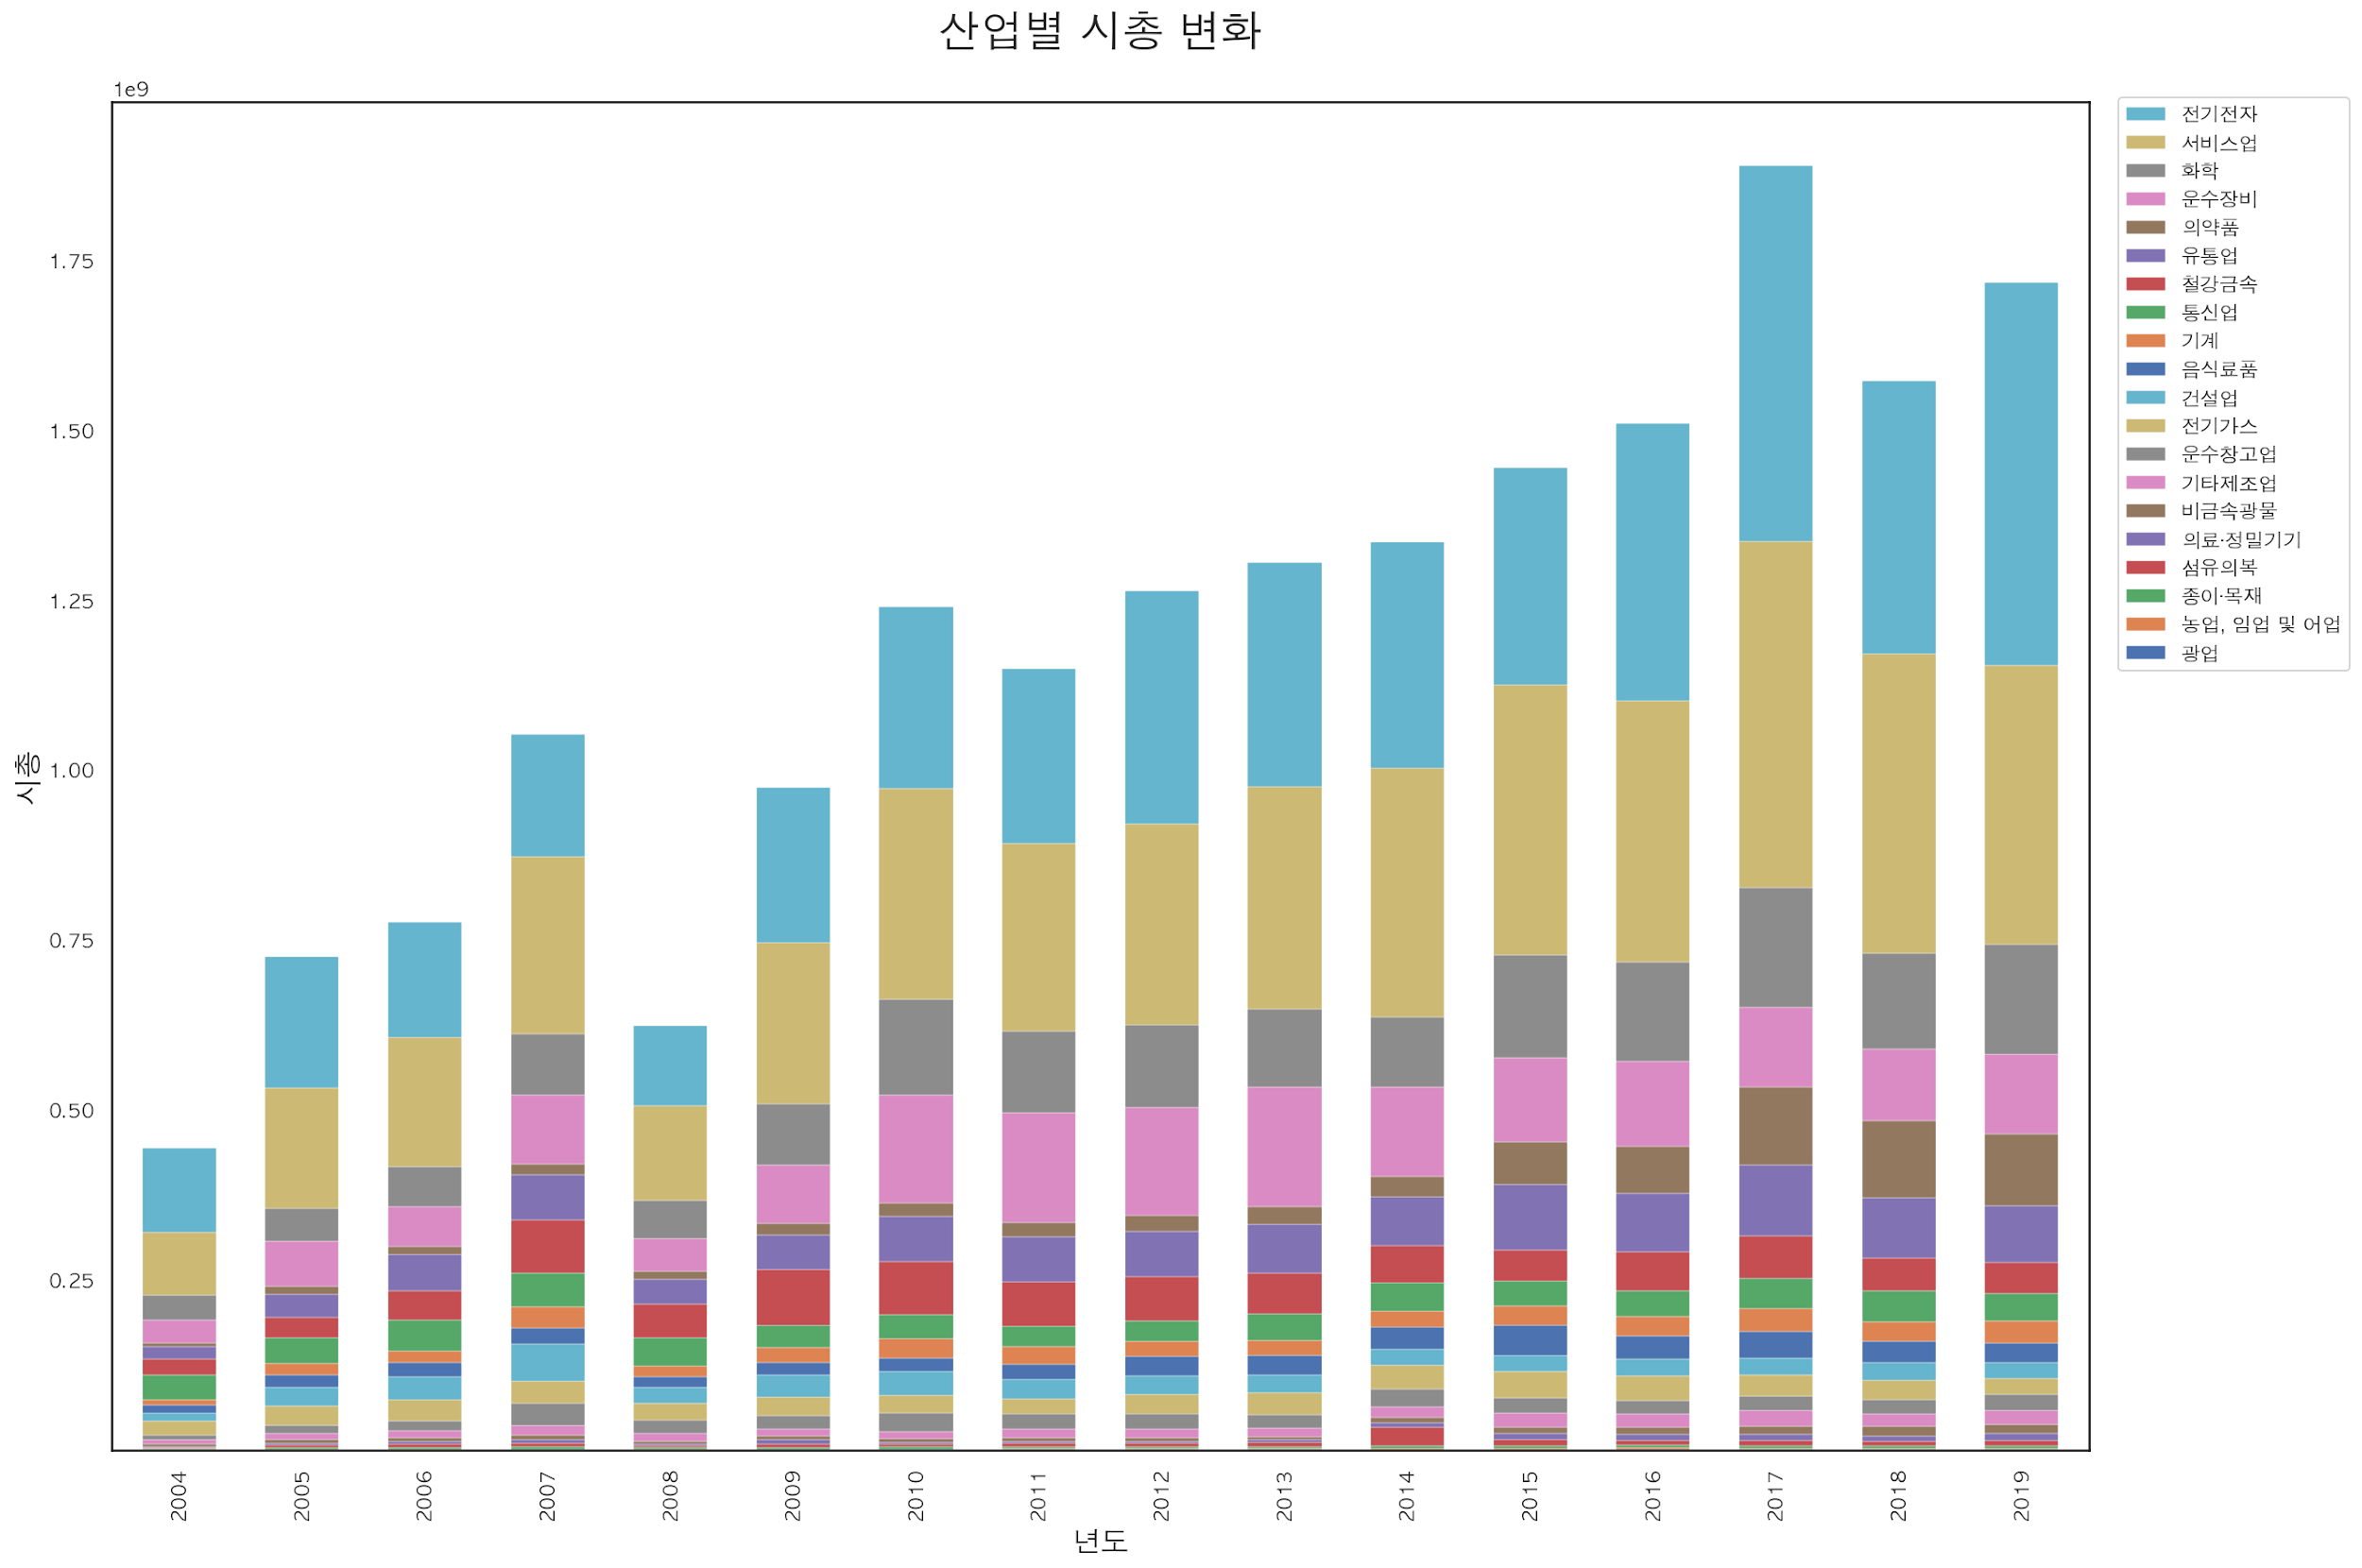 산업별 시총 변화
1e9
1.75
1.50
1.25
1.00
0.75
0.50
0.25
시총
2004
2005
2006
2007
2008
2009
2010
2011
2012
2013
2014
2015
2016
2017
2018
2019
년도
전기전자
서비스업
화학
운수장비
의약품
유통업
철강금속
통신업
기계
음식료품
건설업
전기가스
운수창고업
기타제조업
비금속광물
의료·정밀기기
섬유의복
종이·목재
농업, 임업 및 어업
광업